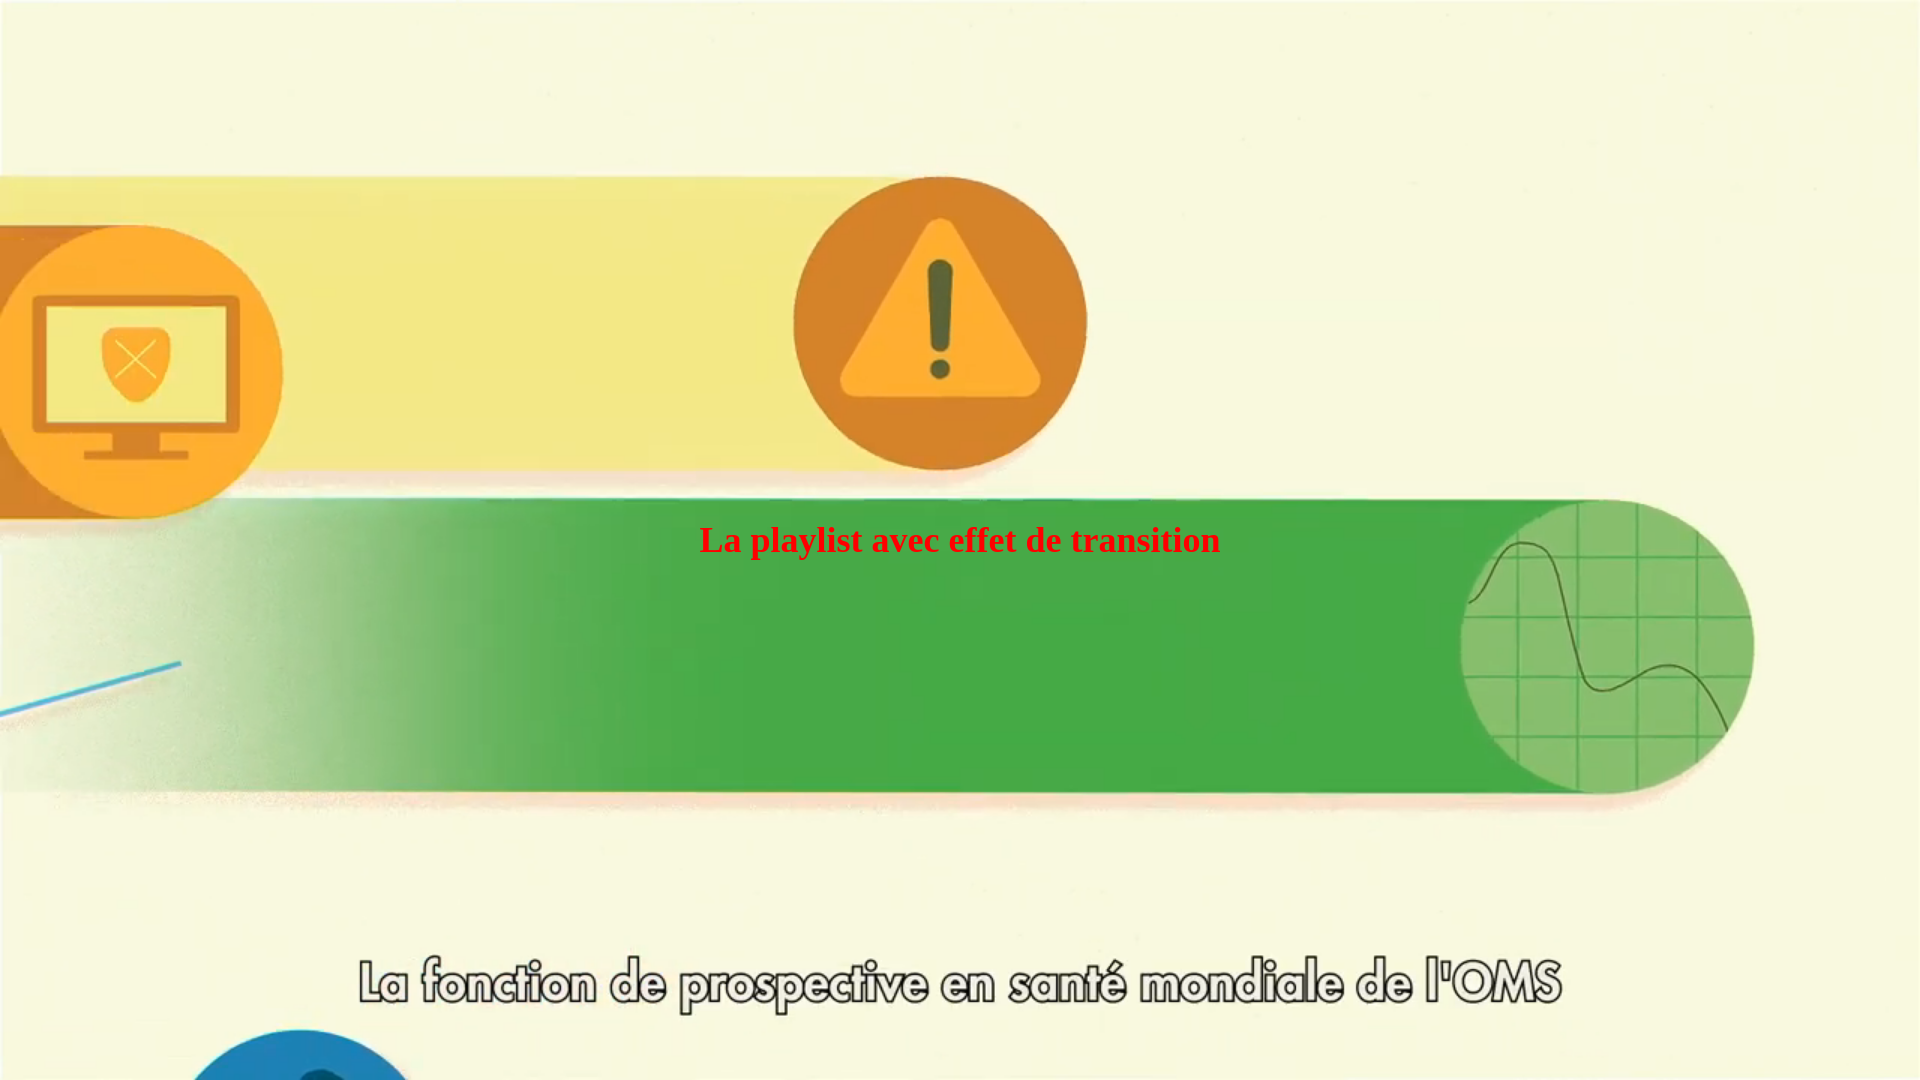 La playlist avec effet de transition
La fonction de prospective en santé mondiale de l'OMS